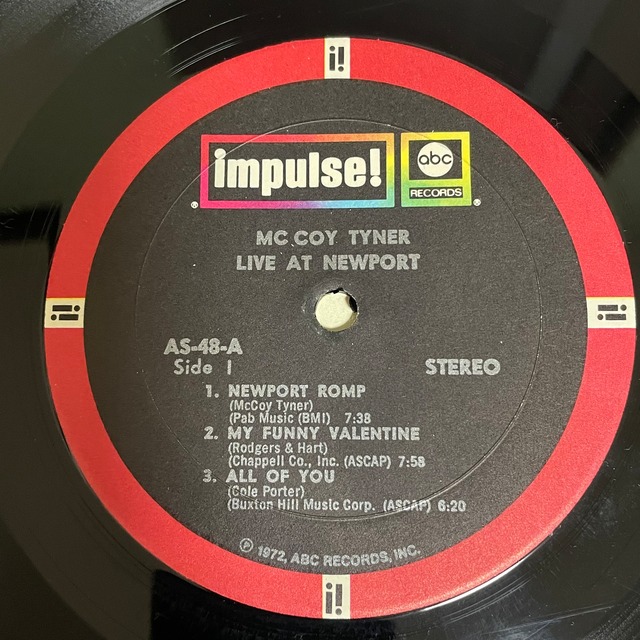 i!
impulse!
abc
RECORDS
®
®
MC COY TYNER
LIVE AT NEWPORT
i!
i!
AS-48-A
Side 1
STEREO
1. NEWPORT ROMP
(McCoy Tyner)
(Pab Music (BMI) 7:38
2. MY FUNNY VALENTINE
(Rodgers & Hart)
(Chappell Co., Inc. (ASCAP) 7:58
3. ALL OF YOU
(Cole Porter)
(Buxton Hill Music Corp. (ASCAP) 6:20
℗ 1972, ABC RECORDS, INC.
i!